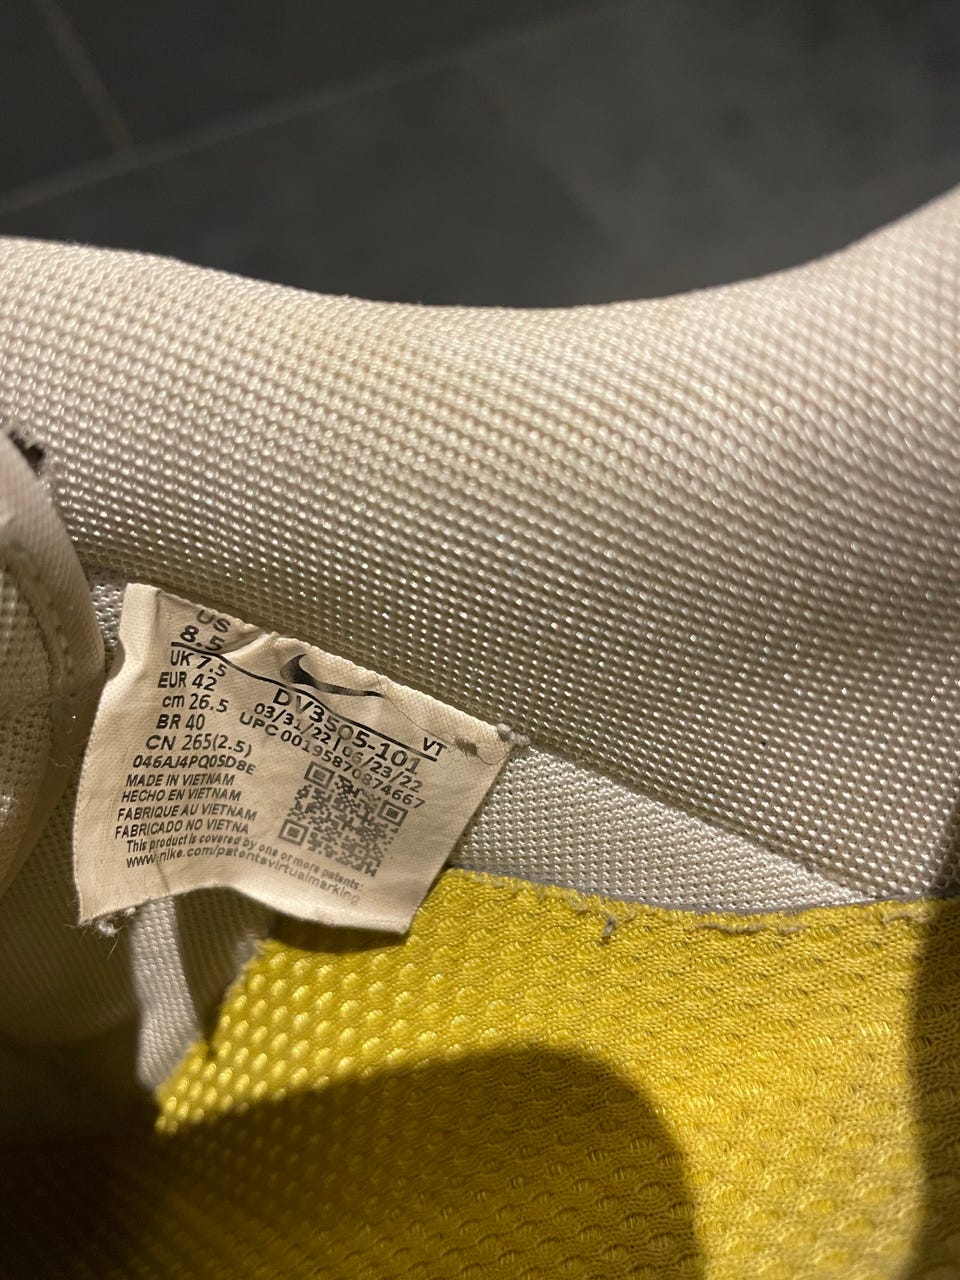 US
8.5
UK 7.5
EUR 42
cm 26.5
BR 40
CN 265(2.5)
046AJ4PQ0SD8E
DV3505-101 VT
03/31/22 | 06/23/22
UPC 00195870874667
MADE IN VIETNAM
HECHO EN VIETNAM
FABRIQUE AU VIETNAM
FABRICADO NO VIETNA
This product is covered by one or more patents:
www.nike.com/patentsvirtualmarking